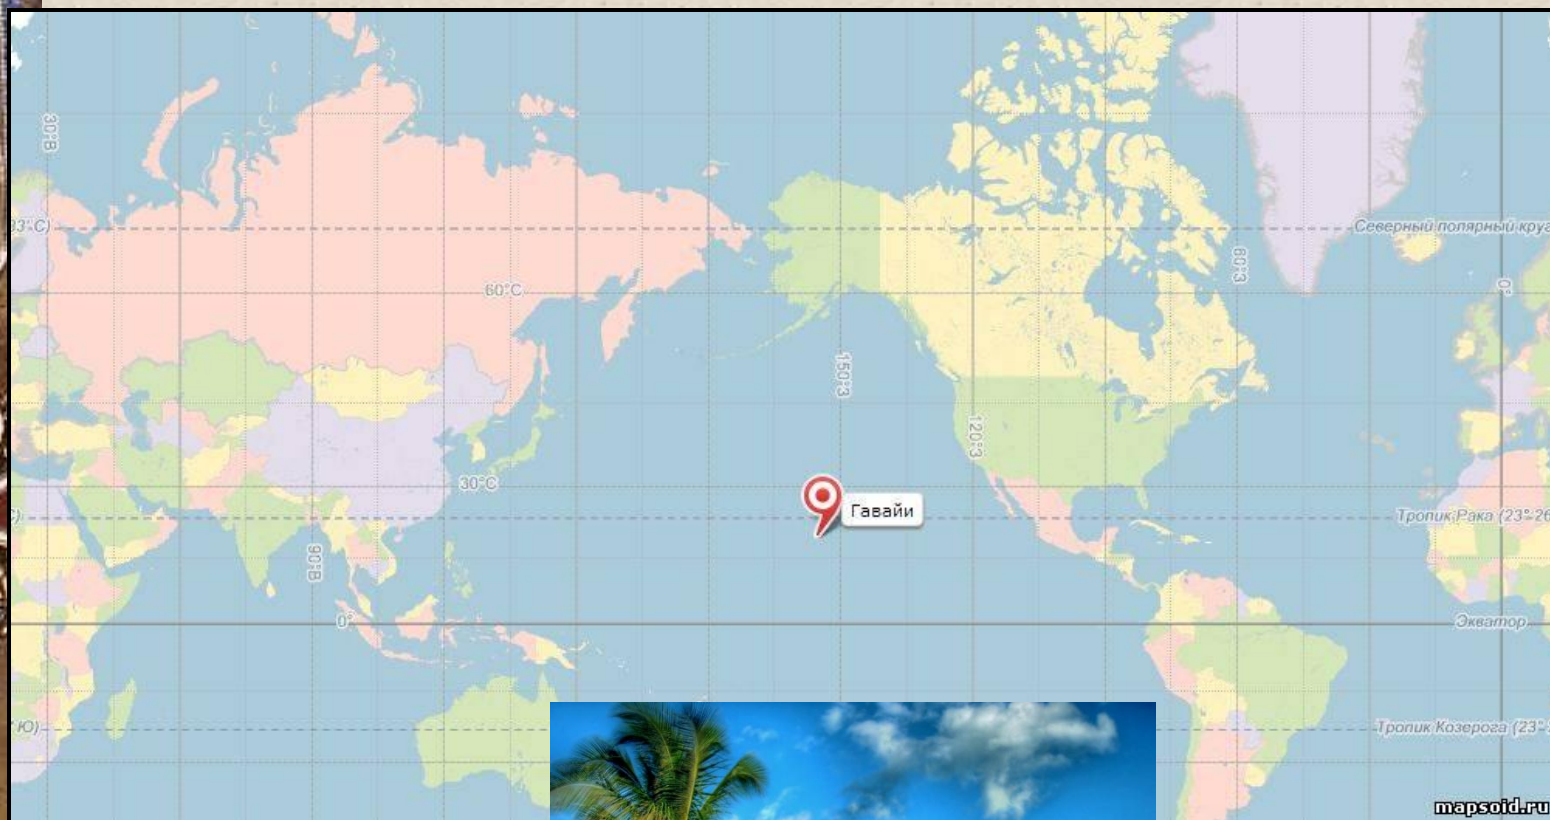 30°В
33°С)
Северный полярный круг
60°С
60°З
0°
150°З
120°З
30°С
Гавайи
Тропик Рака (23° 26
90°В
0°
Экватор
Ю)
Тропик Козерога (23°
mapsoid.ru